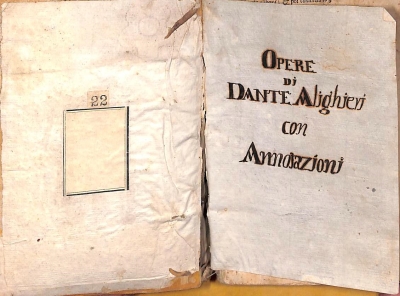 22
OPERE
DI
DANTE Alighieri
con
Annotazioni